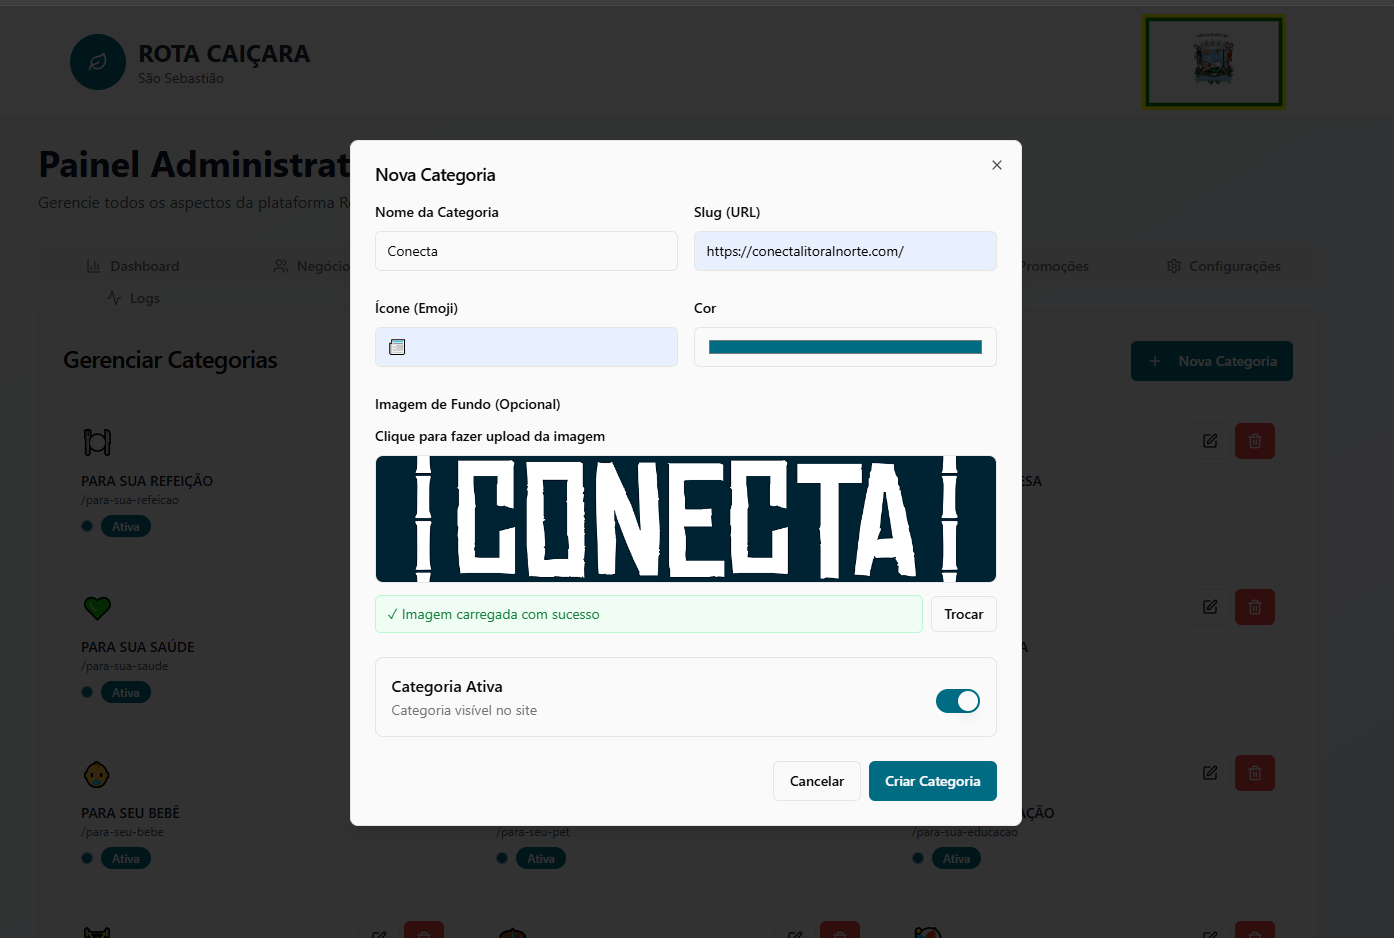 ROTA CAIÇARA
São Sebastião
Painel Administrat
Gerencie todos os aspectos da plataforma R
Dashboard
Negócio
Promoções
Configurações
Logs
Gerenciar Categorias
Nova Categoria
PARA SUA REFEIÇÃO
/para-sua-refeicao
Ativa
ESA
PARA SUA SAÚDE
/para-sua-saude
Ativa
A
PARA SEU BEBÊ
/para-seu-bebe
Ativa
/para-seu-pet
Ativa
AÇÃO
/para-sua-educacao
Ativa
Nova Categoria
Nome da Categoria
Slug (URL)
Conecta
https://conectalitoralnorte.com/
Ícone (Emoji)
Cor
Imagem de Fundo (Opcional)
Clique para fazer upload da imagem
CONECTA
✓ Imagem carregada com sucesso
Trocar
Categoria Ativa
Categoria visível no site
Cancelar
Criar Categoria